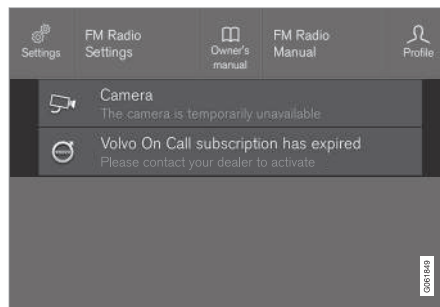 Settings
FM Radio
Settings
Owner's
manual
FM Radio
Manual
Profile
Camera
The camera is temporarily unavailable
Volvo On Call subscription has expired
Please contact your dealer to activate
G061849